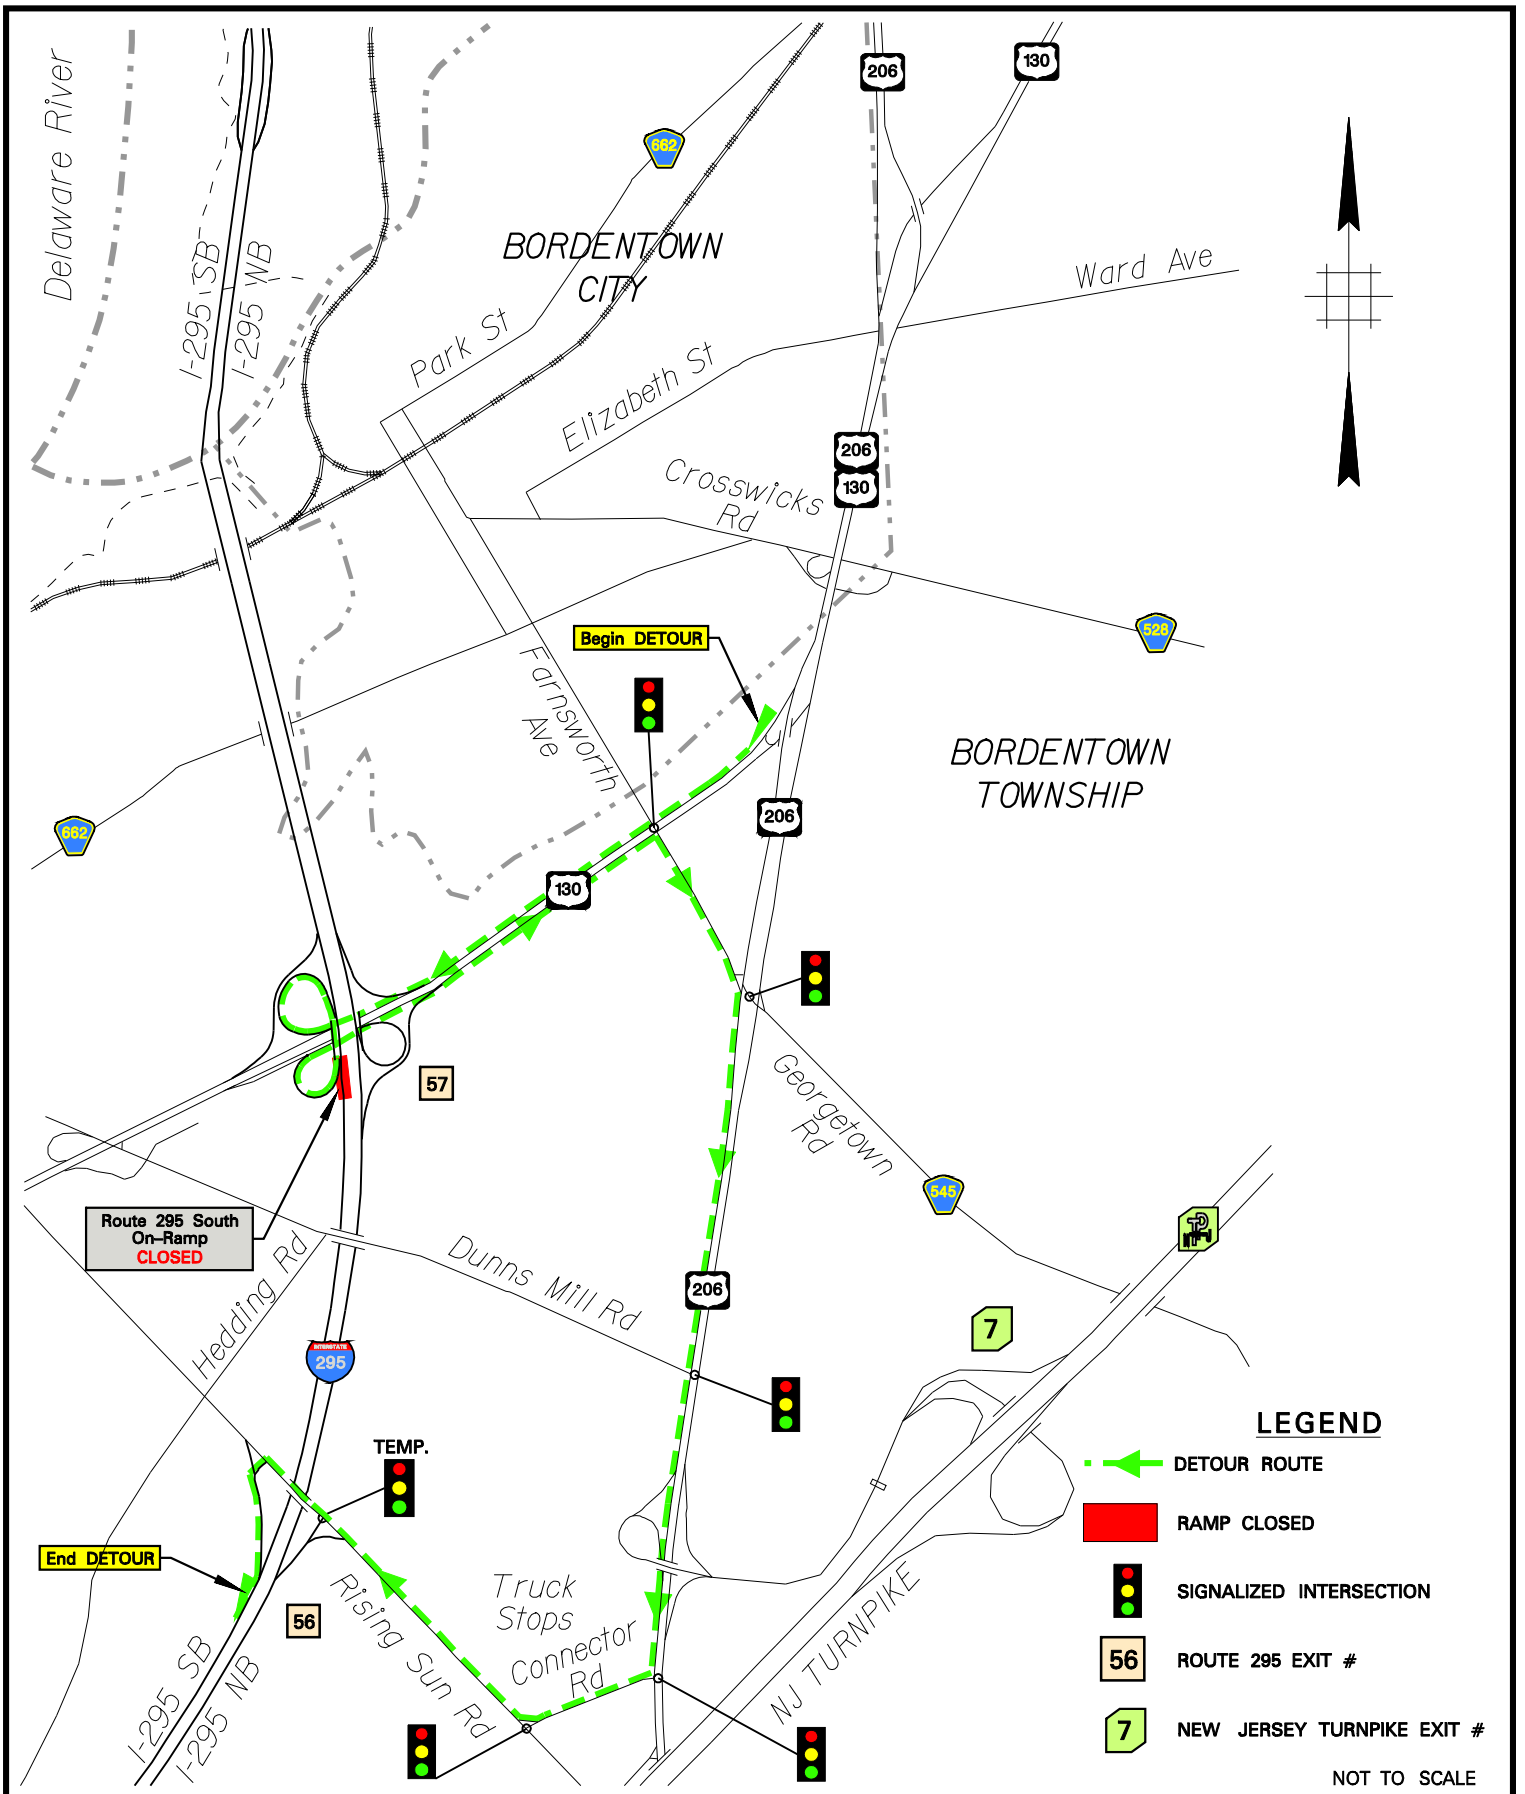 206
130
Delaware River
662
BORDENTOWN
CITY
Ward Ave
I-295 SB
I-295 WB
Park St
Elizabeth St
206
130
Crosswicks
Rd
528
Begin DETOUR
Farnsworth
Ave
BORDENTOWN
TOWNSHIP
206
662
130
57
Georgetown
Rd
545
Route 295 South
On-Ramp
CLOSED
Hedding Rd
Dunns Mill Rd
206
7
INTERSTATE
295
TEMP.
End DETOUR
56
Rising Sun Rd
Truck
Stops
Connector
Rd
NJ TURNPIKE
I-295 SB
I-295 NB
LEGEND
DETOUR ROUTE
RAMP CLOSED
SIGNALIZED INTERSECTION
56
ROUTE 295 EXIT #
7
NEW JERSEY TURNPIKE EXIT #
NOT TO SCALE